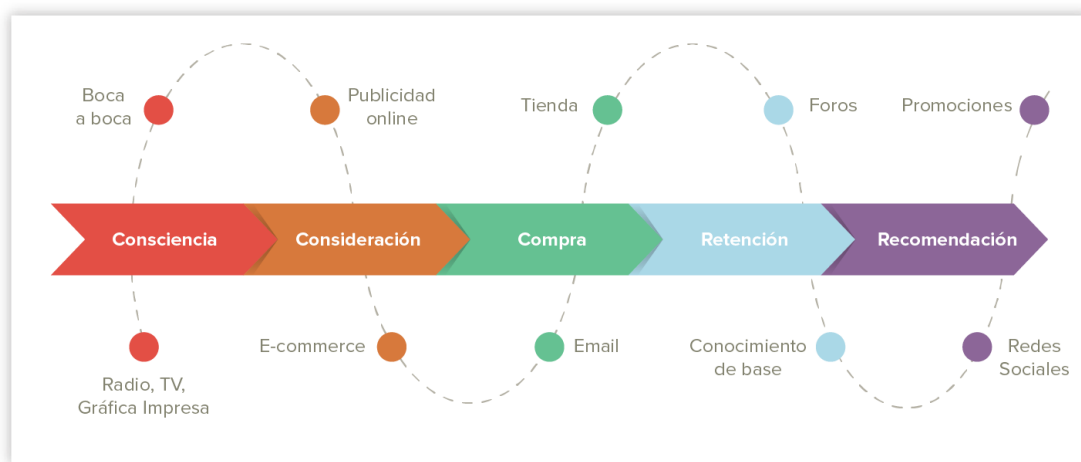 Boca
a boca
Publicidad
online
Tienda
Foros
Promociones
Consciencia
Consideración
Compra
Retención
Recomendación
Radio, TV,
Gráfica Impresa
E-commerce
Email
Conocimiento
de base
Redes
Sociales